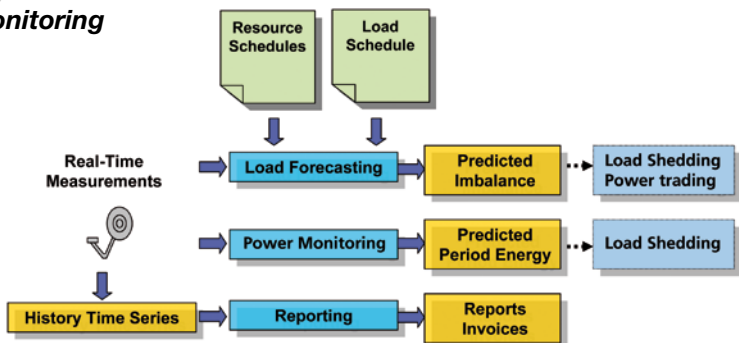 onitoring
Resource
Schedules
Load
Schedule
Real-Time
Measurements
Load Forecasting
Predicted
Imbalance
Load Shedding
Power trading
Power Monitoring
Predicted
Period Energy
Load Shedding
History Time Series
Reporting
Reports
Invoices